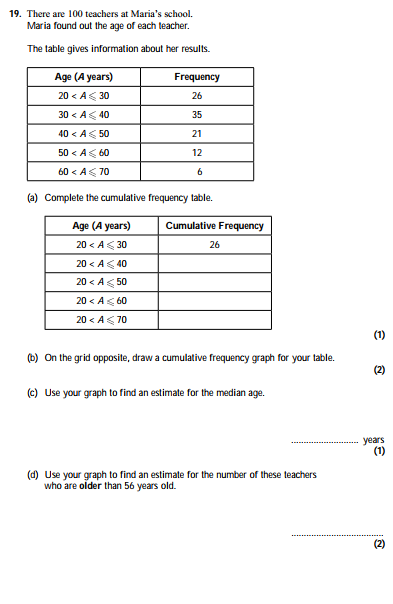 19. There are 100 teachers at Maria's school.
Maria found out the age of each teacher.
The table gives information about her results.
Age (A years) Frequency
20 < A ⩽ 30 26
30 < A ⩽ 40 35
40 < A ⩽ 50 21
50 < A ⩽ 60 12
60 < A ⩽ 70 6
(a) Complete the cumulative frequency table.
Age (A years) Cumulative Frequency
20 < A ⩽ 30 26
20 < A ⩽ 40
20 < A ⩽ 50
20 < A ⩽ 60
20 < A ⩽ 70
(1)
(b) On the grid opposite, draw a cumulative frequency graph for your table.
(2)
(c) Use your graph to find an estimate for the median age.
............................ years
(1)
(d) Use your graph to find an estimate for the number of these teachers
who are older than 56 years old.
......................................
(2)